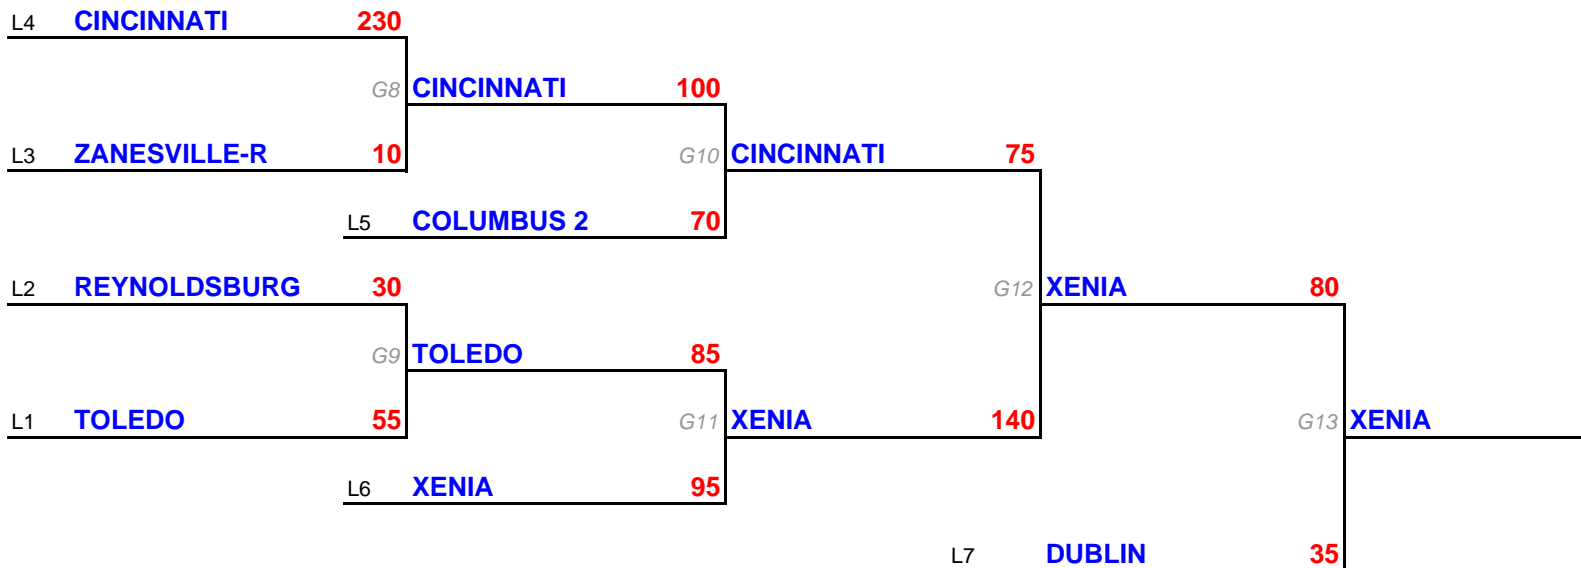 L4 CINCINNATI 230
G8 CINCINNATI 100
L3 ZANESVILLE-R 10 G10 CINCINNATI 75
L5 COLUMBUS 2 70
L2 REYNOLDSBURG 30 G12 XENIA 80
G9 TOLEDO 85
L1 TOLEDO 55 G11 XENIA 140 G13 XENIA
L6 XENIA 95
L7 DUBLIN 35